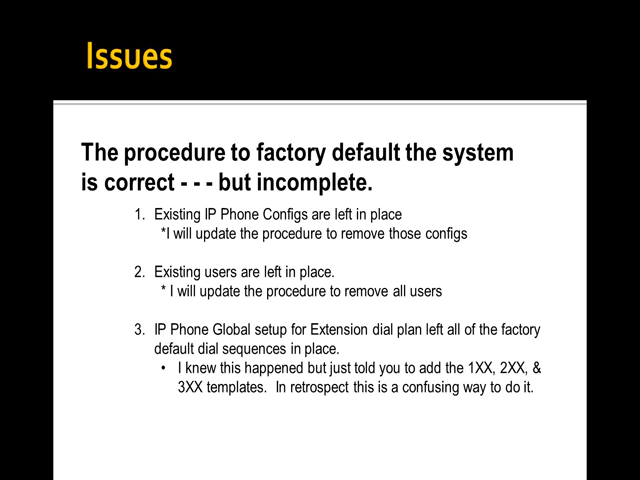 Issues
The procedure to factory default the system
is correct - - - but incomplete.
1. Existing IP Phone Configs are left in place
*I will update the procedure to remove those configs
2. Existing users are left in place.
* I will update the procedure to remove all users
3. IP Phone Global setup for Extension dial plan left all of the factory
default dial sequences in place.
• I knew this happened but just told you to add the 1XX, 2XX, &
3XX templates. In retrospect this is a confusing way to do it.